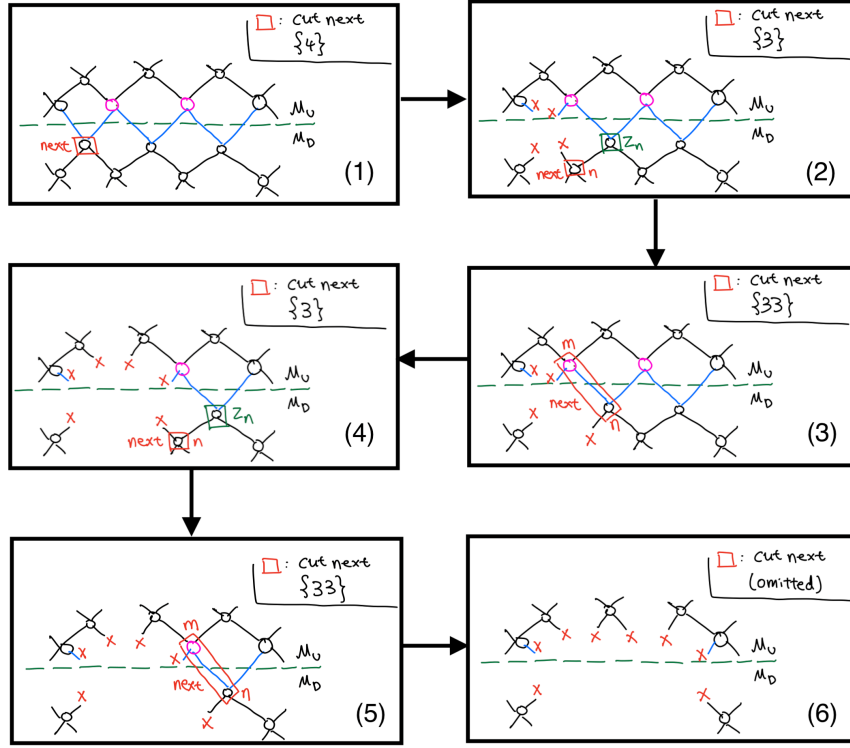 □: cut next
{4}
M_U
M_D
next
(1)
□: cut next
{3}
x
x
M_U
M_D
x
x
Z_n
next
n
(2)
□: cut next
{33}
m
x
x
M_U
M_D
x
next
n
x
(3)
□: cut next
{3}
x
x
x
x
M_U
M_D
x
x
Z_n
next
n
(4)
□: cut next
{33}
x
x
m
x
x
M_U
M_D
x
next
n
x
(5)
□: cut next
(omitted)
x
x
x
x
x
x
M_U
M_D
x
x
(6)